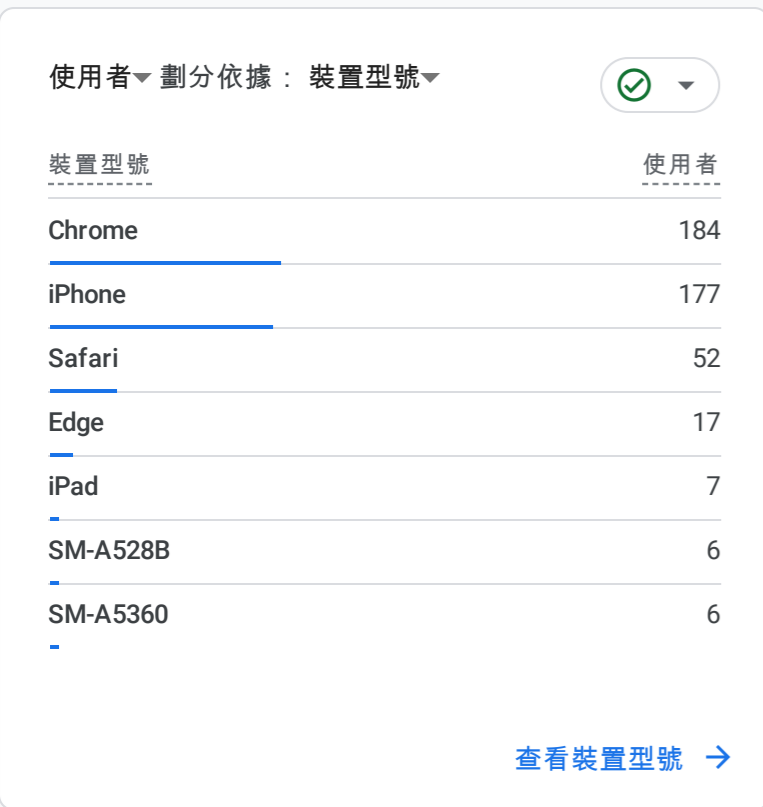 使用者 劃分依據： 裝置型號
裝置型號 使用者
Chrome 184
iPhone 177
Safari 52
Edge 17
iPad 7
SM-A528B 6
SM-A5360 6
查看裝置型號 →